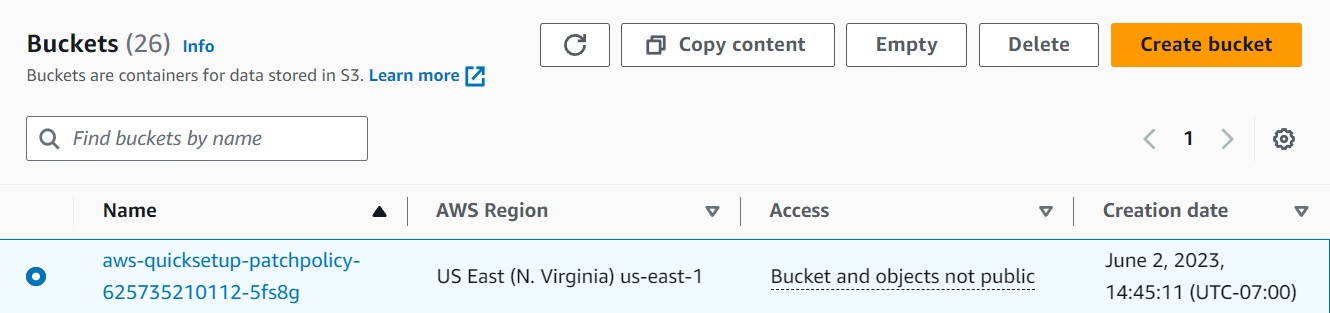 Buckets (26) Info
Copy content
Empty
Delete
Create bucket
Buckets are containers for data stored in S3. Learn more
Find buckets by name
1
Name
AWS Region
Access
Creation date
aws-quicksetup-patchpolicy-
625735210112-5fs8g
US East (N. Virginia) us-east-1
Bucket and objects not public
June 2, 2023,
14:45:11 (UTC-07:00)